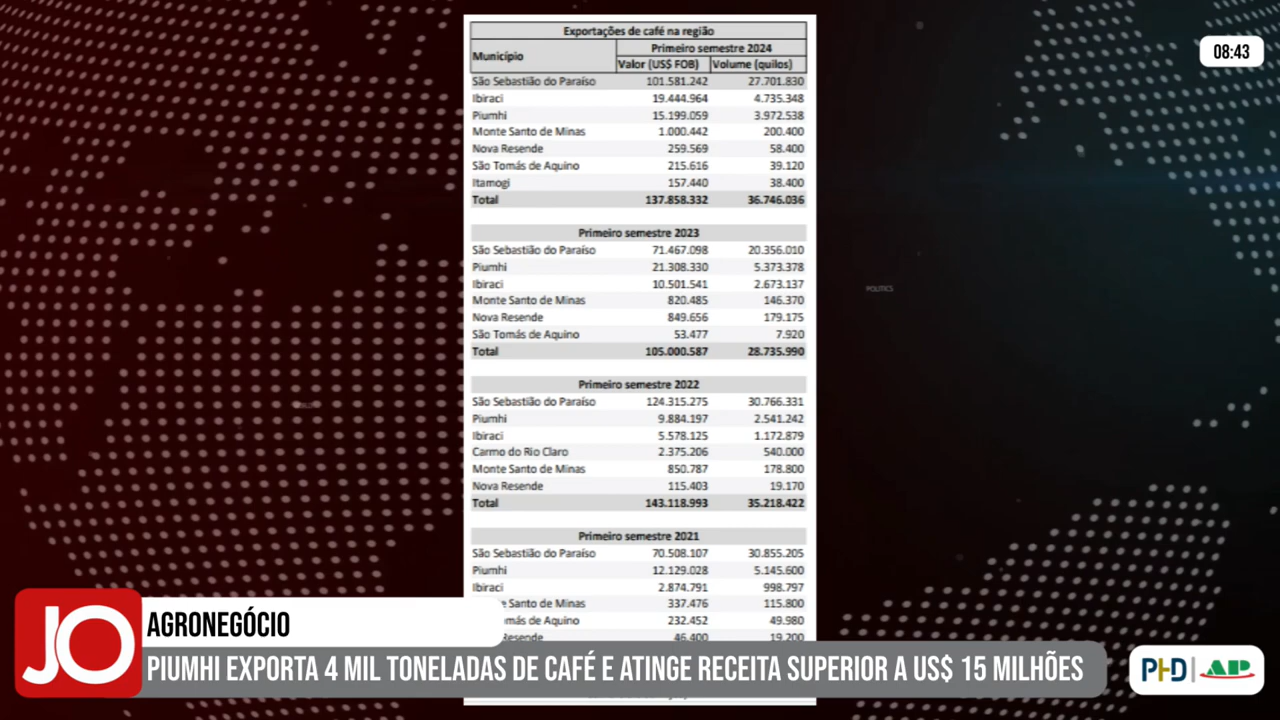 Exportações de café na região
Município
Primeiro semestre 2024
Valor (US$ FOB) Volume (quilos)
São Sebastião do Paraíso 101.581.242 27.701.830
Ibiraci 19.444.964 4.735.348
Piumhi 15.199.059 3.972.538
Monte Santo de Minas 1.000.442 200.400
Nova Resende 259.569 58.400
São Tomás de Aquino 215.616 39.120
Itamogi 157.440 38.400
Total 137.858.332 36.746.036
Primeiro semestre 2023
São Sebastião do Paraíso 71.467.098 20.356.010
Piumhi 21.308.330 5.373.378
Ibiraci 10.501.541 2.673.137
Monte Santo de Minas 820.485 146.370
Nova Resende 849.656 179.175
São Tomás de Aquino 53.477 7.920
Total 105.000.587 28.735.990
Primeiro semestre 2022
São Sebastião do Paraíso 124.315.275 30.766.331
Piumhi 9.884.197 2.541.242
Ibiraci 5.578.125 1.172.879
Carmo do Rio Claro 2.375.206 540.000
Monte Santo de Minas 850.787 178.800
Nova Resende 115.403 19.170
Total 143.118.993 35.218.422
Primeiro semestre 2021
São Sebastião do Paraíso 70.508.107 30.855.205
Piumhi 12.129.028 5.145.600
Ibiraci 2.874.791 998.797
e Santo de Minas 337.476 115.800
más de Aquino 232.452 49.980
Resende 46.400 19.200
08:43
POLITICS
JO
AGRONEGÓCIO
PIUMHI EXPORTA 4 MIL TONELADAS DE CAFÉ E ATINGE RECEITA SUPERIOR A US$ 15 MILHÕES
PHD | AP